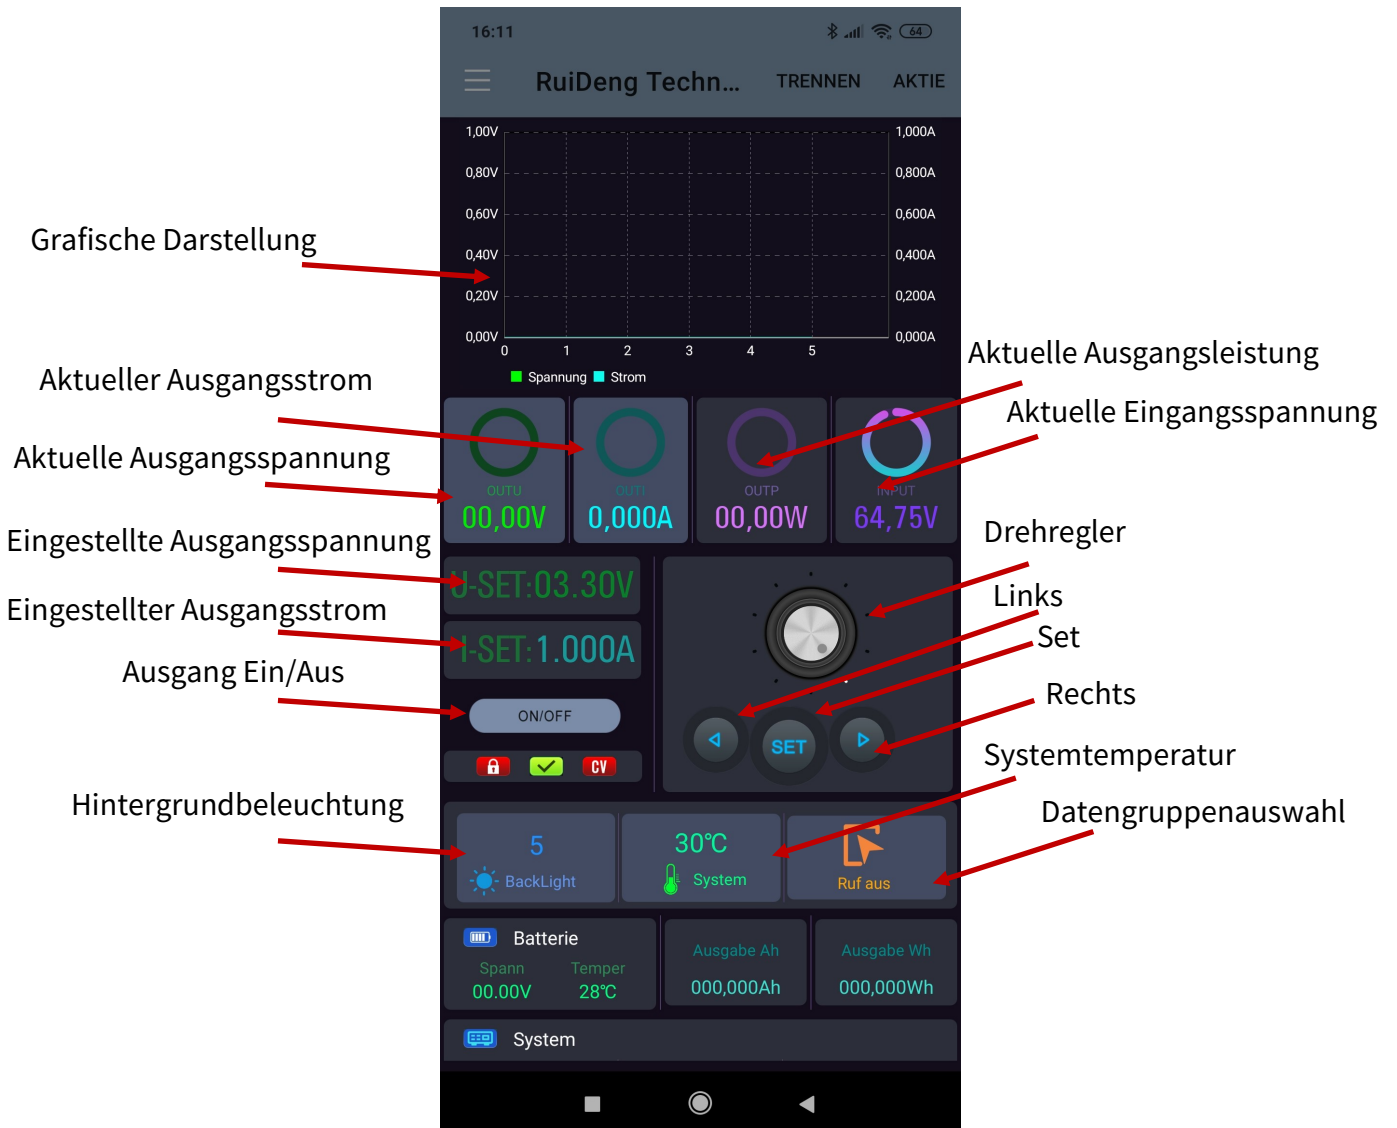 16:11
64
RuiDeng Techn...
TRENNEN
AKTIE
1,00V
1,000A
0,80V
0,800A
0,60V
0,600A
0,40V
0,400A
0,20V
0,200A
0,00V
0,000A
0 1 2 3 4 5
Spannung Strom
Grafische Darstellung
Aktueller Ausgangsstrom
Aktuelle Ausgangsspannung
Eingestellte Ausgangsspannung
Eingestellter Ausgangsstrom
Ausgang Ein/Aus
Hintergrundbeleuchtung
Aktuelle Ausgangsleistung
Aktuelle Eingangsspannung
Drehregler
Links
Set
Rechts
Systemtemperatur
Datengruppenauswahl
OUTU
00,00V
OUTI
0,000A
OUTP
00,00W
INPUT
64,75V
U-SET:03.30V
I-SET:1.000A
ON/OFF
CV
SET
5
BackLight
30℃
System
Ruf aus
Batterie
Spann Temper
00.00V 28℃
Ausgabe Ah
000,000Ah
Ausgabe Wh
000,000Wh
System